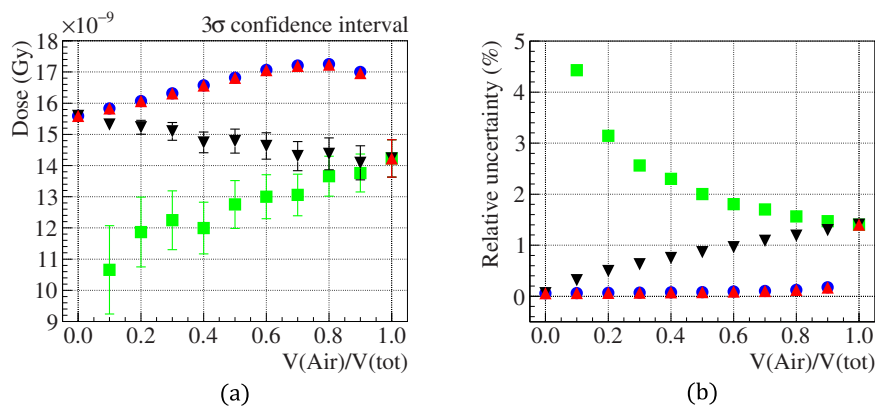 ×10⁻⁹
3σ confidence interval
Dose (Gy)
18
17
16
15
14
13
12
11
10
9
0.0 0.2 0.4 0.6 0.8 1.0
V(Air)/V(tot)
(a)
Relative uncertainty (%)
5
4
3
2
1
0
0.0 0.2 0.4 0.6 0.8 1.0
V(Air)/V(tot)
(b)